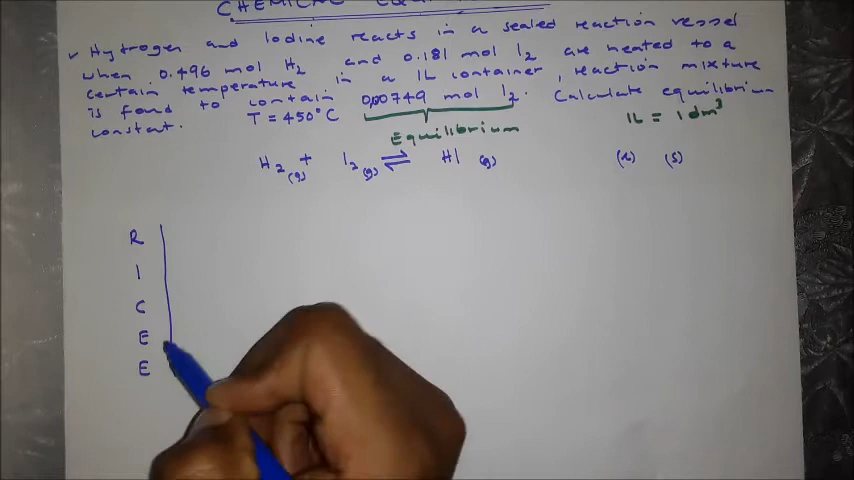 CHEMICAL
✓ Hytrogen and Iodine reacts in a sealed reaction vessel
when 0.496 mol H₂ and 0.181 mol I₂ are heated to a
certain temperature in a 1L container, reaction mixture
is found to contain 0,00749 mol I₂. Calculate equilibrium
constant. T = 450°C 1L = 1dm³
Equilibrium
H₂(g) + I₂(g) ⇌ HI (g) (s)
R
I
C
E
E